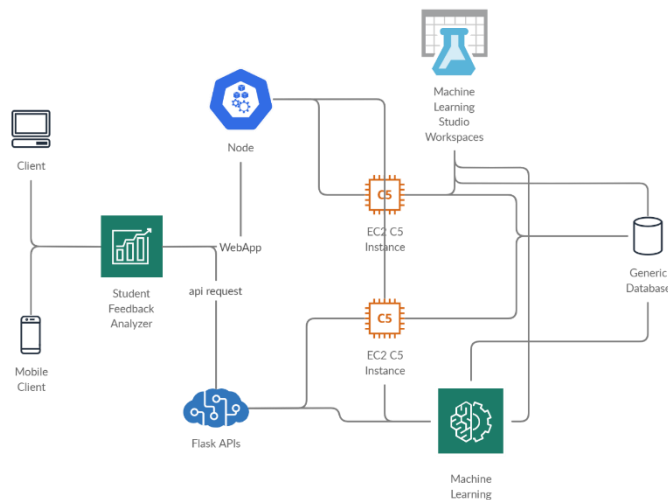 Machine
Learning
Studio
Workspaces
Node
Client
C5
EC2 C5
Instance
WebApp
Generic
Database
api request
Student
Feedback
Analyzer
C5
EC2 C5
Instance
Mobile
Client
Flask APIs
Machine
Learning